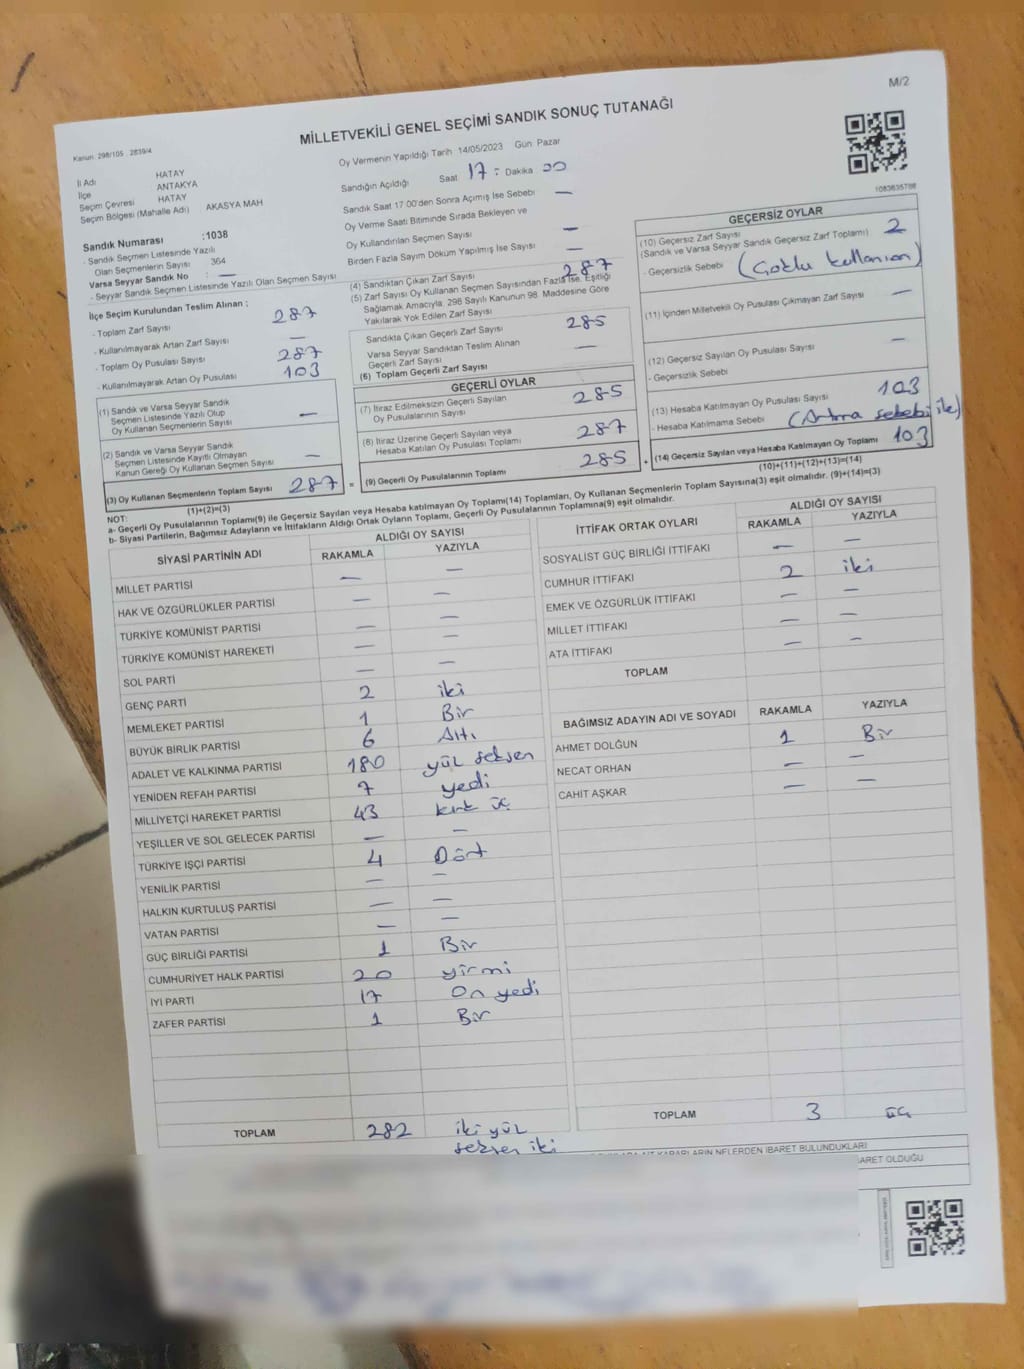 M/2
MİLLETVEKİLİ GENEL SEÇİMİ SANDIK SONUÇ TUTANAĞI
Kanun: 298/105 , 2839/4
İl Adı HATAY
İlçe ANTAKYA
Seçim Çevresi HATAY
Seçim Bölgesi (Mahalle Adı) AKASYA MAH
Oy Vermenin Yapıldığı Tarih 14/05/2023 Gün: Pazar
Sandığın Açıldığı Saat 17 : Dakika 00
Sandık Saat 17.00'den Sonra Açımış İse Sebebi —
Oy Verme Saati Bitiminde Sırada Bekleyen ve
Oy Kullandırılan Seçmen Sayısı —
Birden Fazla Sayım Döküm Yapılmış İse Sayısı —
1083635788
Sandık Numarası :1038
- Sandık Seçmen Listesinde Yazılı
Olan Seçmenlerin Sayısı 364
Varsa Seyyar Sandık No : —
- Seyyar Sandık Seçmen Listesinde Yazılı Olan Seçmen Sayısı
İlçe Seçim Kurulundan Teslim Alınan ;
- Toplam Zarf Sayısı 287
- Kullanılmayarak Artan Zarf Sayısı —
- Toplam Oy Pusulası Sayısı 287
- Kullanılmayarak Artan Oy Pusulası 103
(1) Sandık ve Varsa Seyyar Sandık
Seçmen Listesinde Yazılı Olup
Oy Kullanan Seçmenlerin Sayısı —
(2) Sandık ve Varsa Seyyar Sandık
Seçmen Listesinde Kayıtlı Olmayan
Kanun Gereği Oy Kullanan Seçmen Sayısı —
(3) Oy Kullanan Seçmenlerin Toplam Sayısı 287
(1)+(2)=(3)
(4) Sandıktan Çıkan Zarf Sayısı 287
(5) Zarf Sayısı Oy Kullanan Seçmen Sayısından Fazla İse, Eşitliği
Sağlamak Amacıyla, 298 Sayılı Kanunun 98. Maddesine Göre
Yakılarak Yok Edilen Zarf Sayısı
Sandıkta Çıkan Geçerli Zarf Sayısı 285
Varsa Seyyar Sandıktan Teslim Alınan
Geçerli Zarf Sayısı —
(6) Toplam Geçerli Zarf Sayısı
GEÇERLİ OYLAR
(7) İtiraz Edilmeksizin Geçerli Sayılan
Oy Pusulalarının Sayısı 285
(8) İtiraz Üzerine Geçerli Sayılan veya
Hesaba Katılan Oy Pusulası Toplamı 287
= (9) Geçerli Oy Pusulalarının Toplamı 285
GEÇERSİZ OYLAR
(10) Geçersiz Zarf Sayısı
(Sandık ve Varsa Seyyar Sandık Geçersiz Zarf Toplamı) 2
- Geçersizlik Sebebi (Çoklu kullanım)
(11) İçinden Milletvekili Oy Pusulası Çıkmayan Zarf Sayısı —
(12) Geçersiz Sayılan Oy Pusulası Sayısı —
- Geçersizlik Sebebi
(13) Hesaba Katılmayan Oy Pusulası Sayısı 103
- Hesaba Katılmama Sebebi (Artma sebebi ile)
+ (14) Geçersiz Sayılan veya Hesaba Katılmayan Oy Toplamı 103
(10)+(11)+(12)+(13)=(14)
NOT:
a- Geçerli Oy Pusulalarının Toplamı(9) ile Geçersiz Sayılan veya Hesaba katılmayan Oy Toplamı(14) Toplamları, Oy Kullanan Seçmenlerin Toplam Sayısına(3) eşit olmalıdır. (9)+(14)=(3)
b- Siyasi Partilerin, Bağımsız Adayların ve İttifakların Aldığı Ortak Oyların Toplamı, Geçerli Oy Pusulalarının Toplamına(9) eşit olmalıdır.
SİYASİ PARTİNİN ADI ALDIĞI OY SAYISI
RAKAMLA YAZIYLA
MİLLET PARTİSİ — —
HAK VE ÖZGÜRLÜKLER PARTİSİ — —
TÜRKİYE KOMÜNİST PARTİSİ — —
TÜRKİYE KOMÜNİST HAREKETİ — —
SOL PARTİ — —
GENÇ PARTİ 2 iki
MEMLEKET PARTİSİ 1 Bir
BÜYÜK BİRLİK PARTİSİ 6 Altı
ADALET VE KALKINMA PARTİSİ 180 yüz seksen
YENİDEN REFAH PARTİSİ 7 yedi
MİLLİYETÇİ HAREKET PARTİSİ 43 kırk üç
YEŞİLLER VE SOL GELECEK PARTİSİ — —
TÜRKİYE İŞÇİ PARTİSİ 4 Dört
YENİLİK PARTİSİ — —
HALKIN KURTULUŞ PARTİSİ — —
VATAN PARTİSİ — —
GÜÇ BİRLİĞİ PARTİSİ 1 Bir
CUMHURİYET HALK PARTİSİ 20 yirmi
İYİ PARTİ 17 On yedi
ZAFER PARTİSİ 1 Bir
TOPLAM 282 iki yüz
seksen iki
İTTİFAK ORTAK OYLARI ALDIĞI OY SAYISI
RAKAMLA YAZIYLA
SOSYALİST GÜÇ BİRLİĞİ İTTİFAKI — —
CUMHUR İTTİFAKI 2 iki
EMEK VE ÖZGÜRLÜK İTTİFAKI — —
MİLLET İTTİFAKI — —
ATA İTTİFAKI — —
TOPLAM
BAĞIMSIZ ADAYIN ADI VE SOYADI RAKAMLA YAZIYLA
AHMET DOLĞUN 1 Bir
NECAT ORHAN — —
CAHİT AŞKAR —
TOPLAM 3 üç
KARARLARIN NELERDEN İBARET BULUNDUKLARI
BARET OLDUĞU